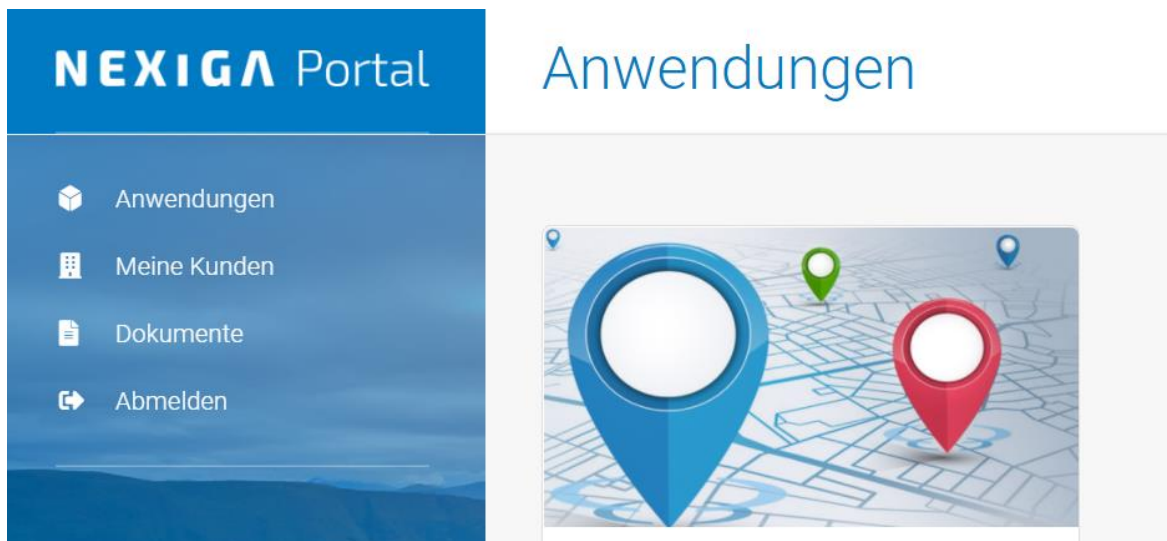 NEXIGA Portal
Anwendungen
Anwendungen
Meine Kunden
Dokumente
Abmelden